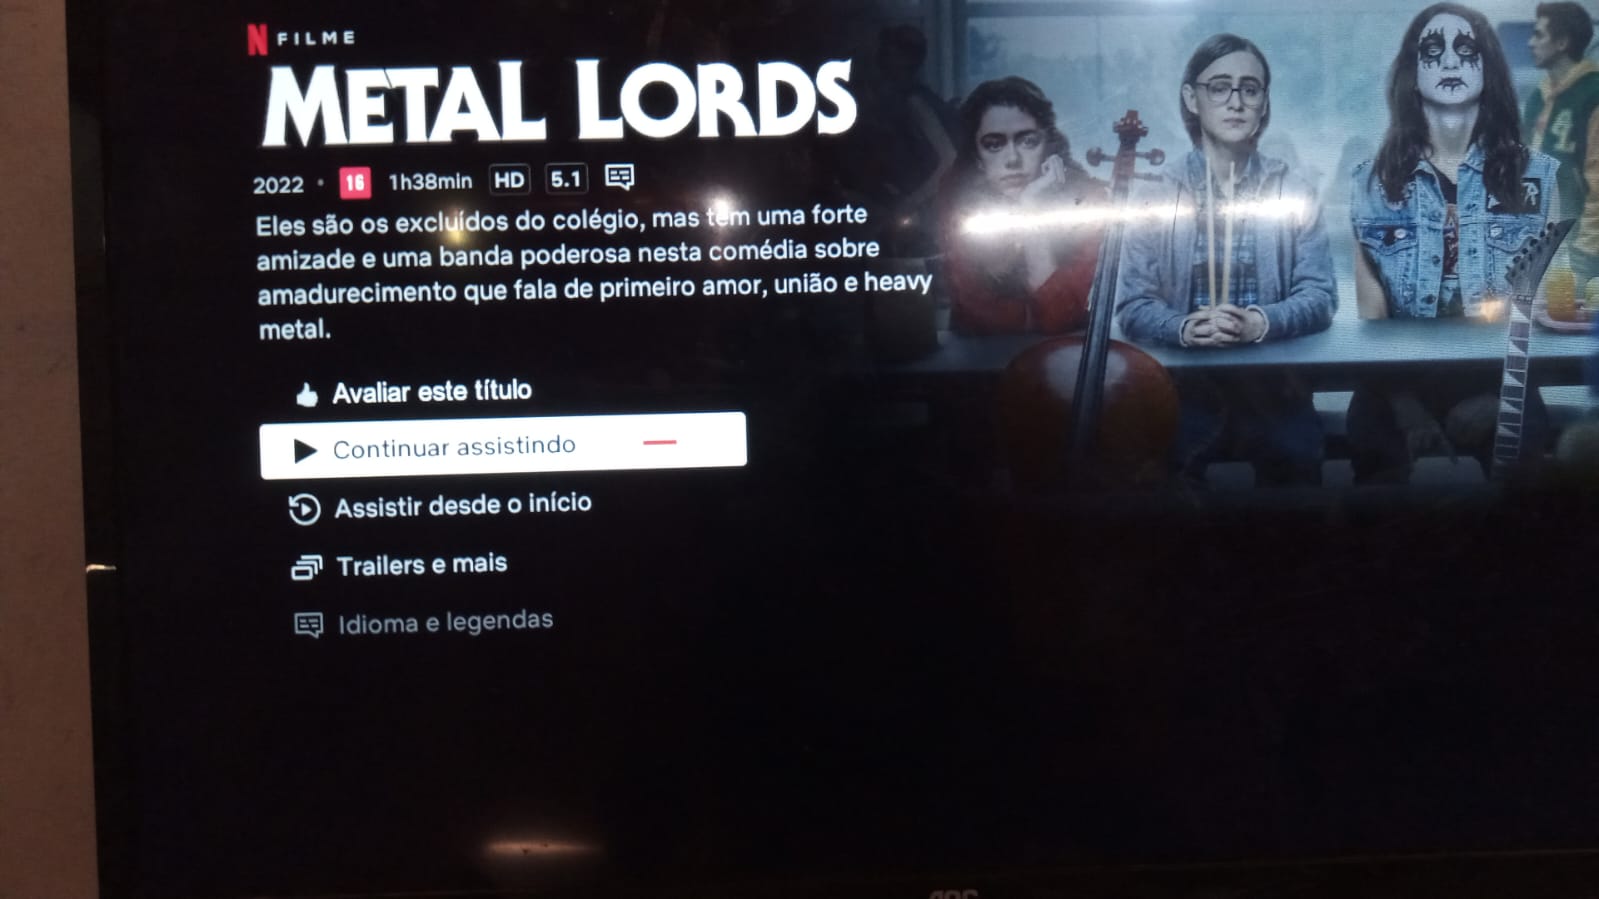 N FILME
METAL LORDS
2022 • 16 1h38min HD 5.1
Eles são os excluídos do colégio, mas têm uma forte
amizade e uma banda poderosa nesta comédia sobre
amadurecimento que fala de primeiro amor, união e heavy
metal.
Avaliar este título
Continuar assistindo
Assistir desde o início
Trailers e mais
Idioma e legendas
4
AOC